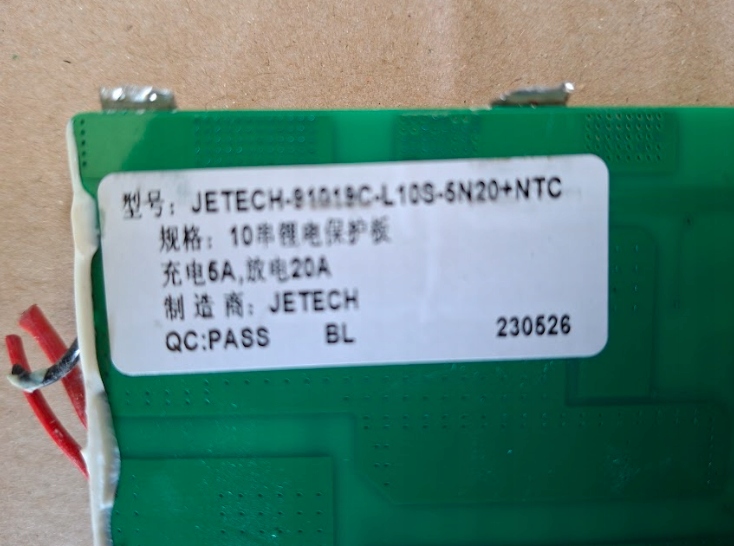 型号：JETECH-91019C-L10S-5N20+NTC
规格：10串锂电保护板
充电5A,放电20A
制造商：JETECH
QC:PASS BL 230526